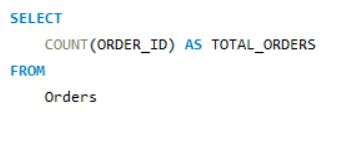 SELECT
COUNT(ORDER_ID) AS TOTAL_ORDERS
FROM
Orders